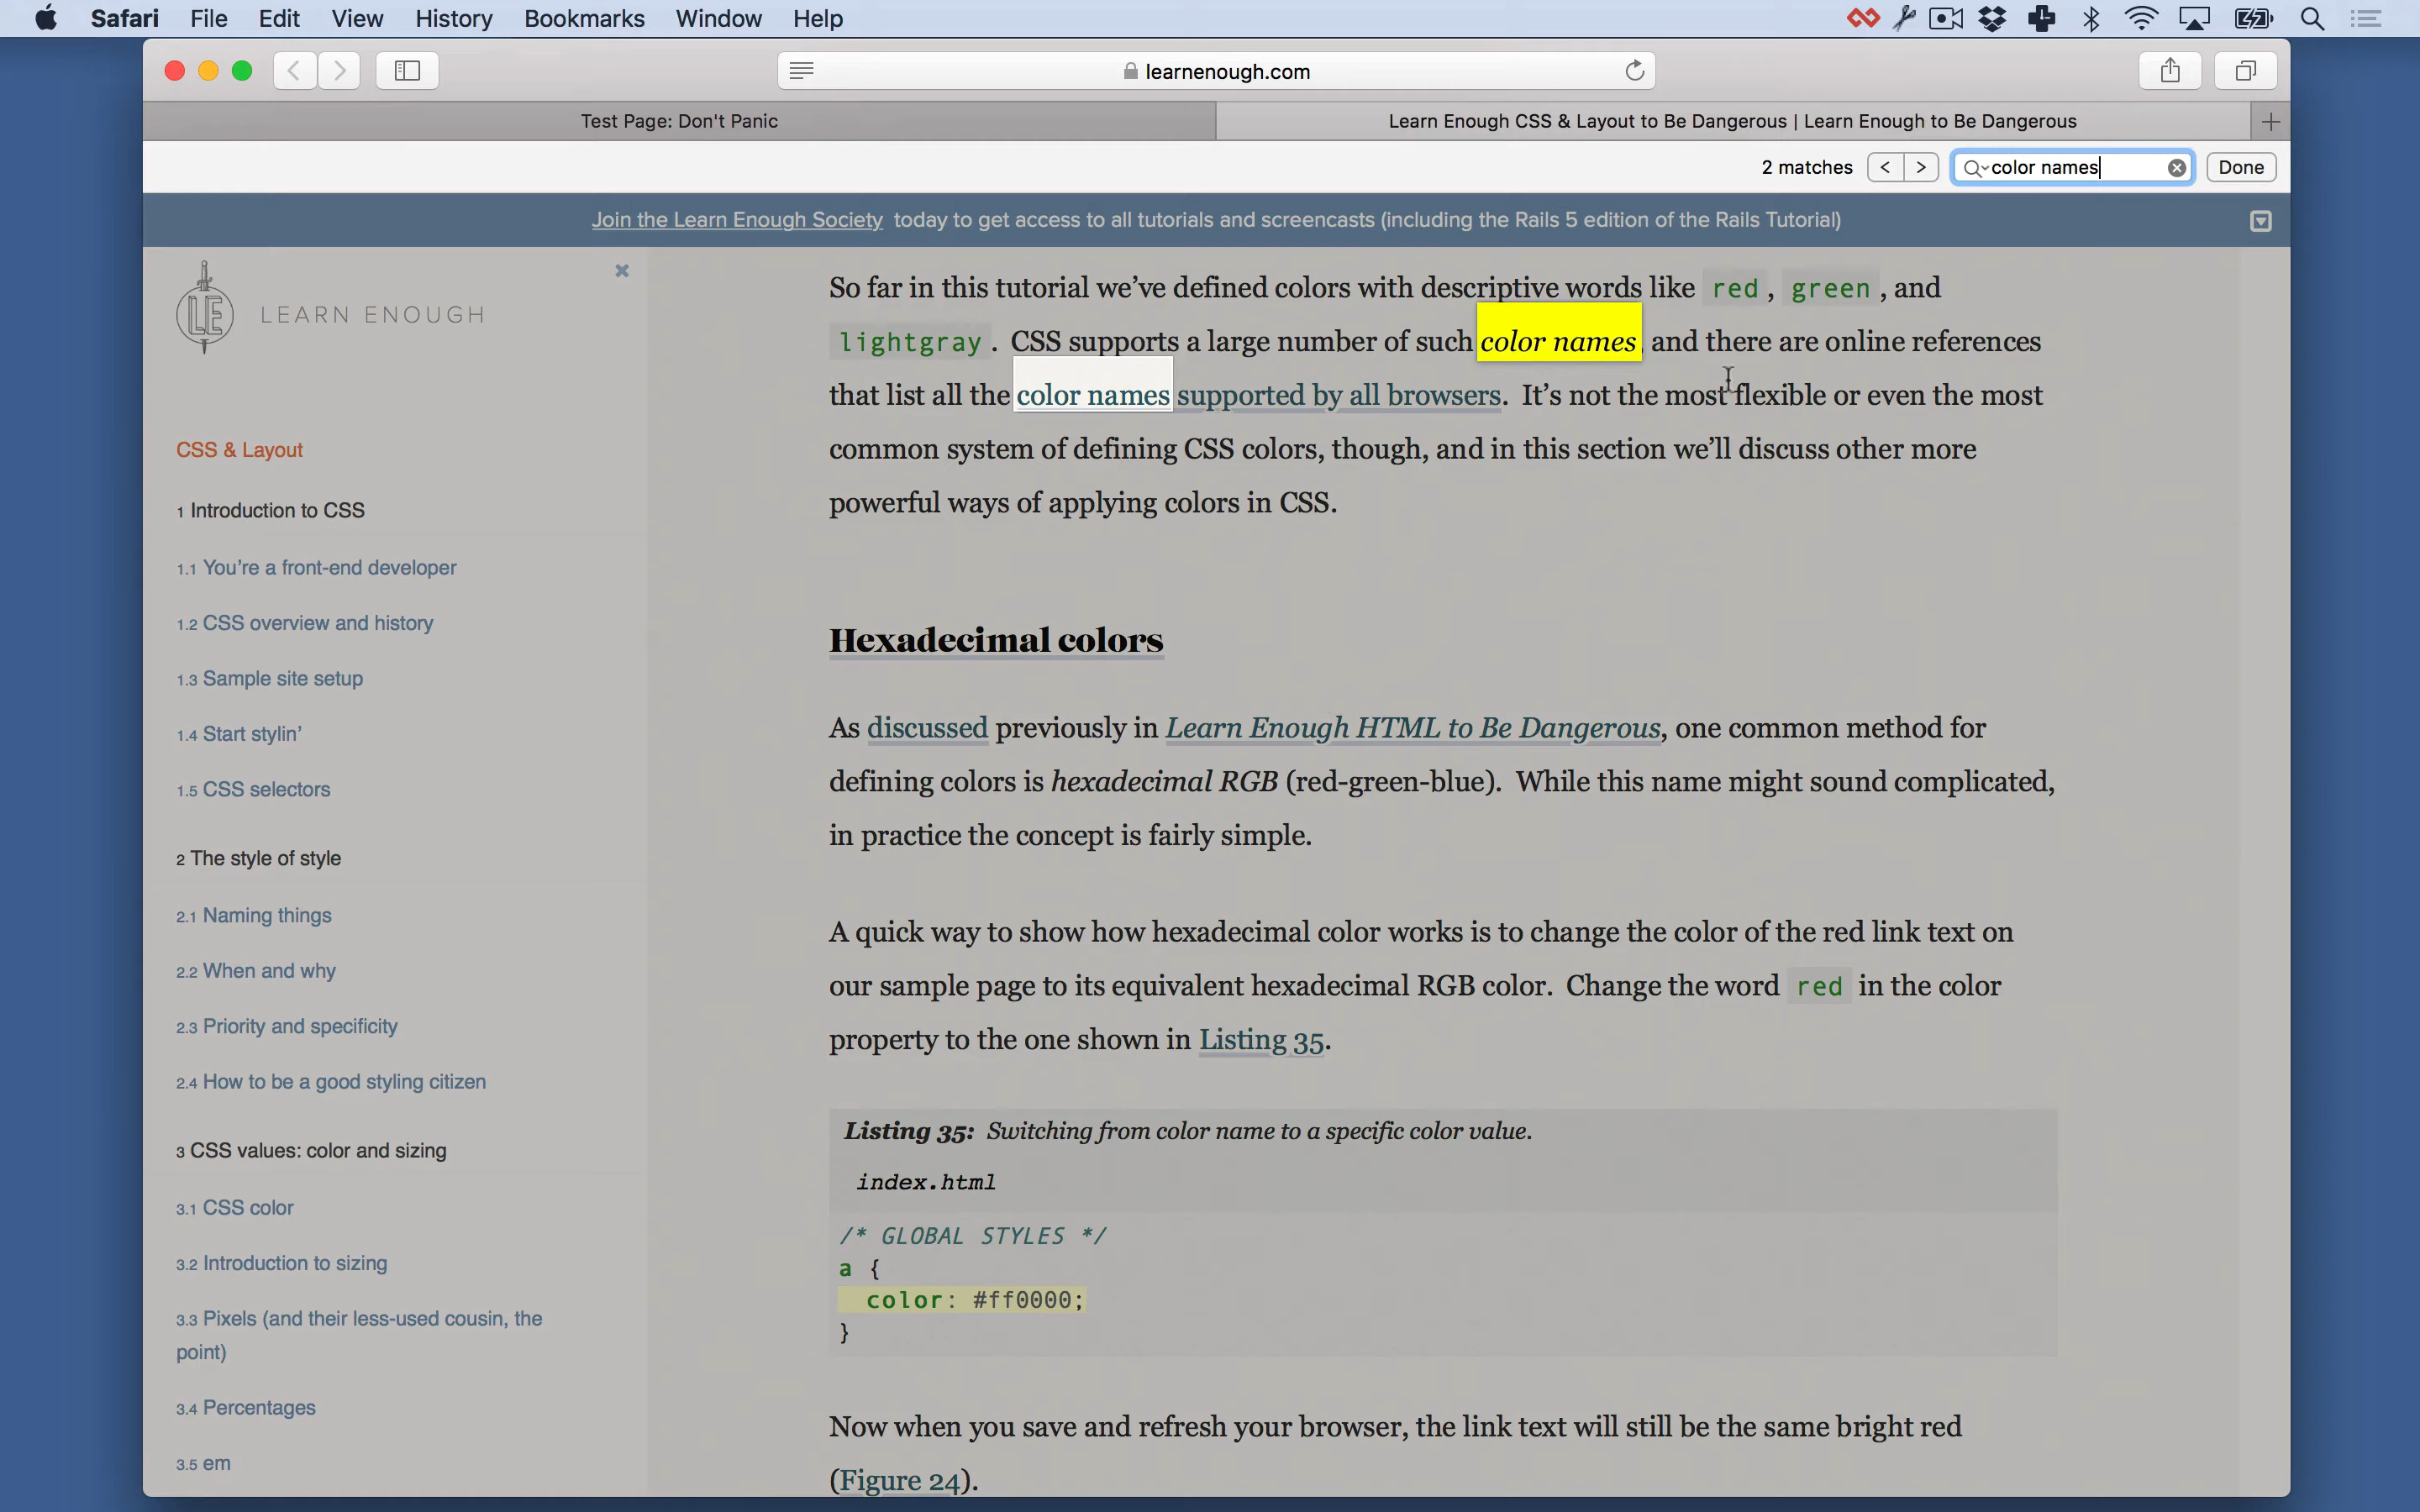 Safari File Edit View History Bookmarks Window Help
learnenough.com
Test Page: Don't Panic
Learn Enough CSS & Layout to Be Dangerous | Learn Enough to Be Dangerous
2 matches < > color names Done
Join the Learn Enough Society today to get access to all tutorials and screencasts (including the Rails 5 edition of the Rails Tutorial)
LE LEARN ENOUGH
CSS & Layout
1 Introduction to CSS
1.1 You’re a front-end developer
1.2 CSS overview and history
1.3 Sample site setup
1.4 Start stylin’
1.5 CSS selectors
2 The style of style
2.1 Naming things
2.2 When and why
2.3 Priority and specificity
2.4 How to be a good styling citizen
3 CSS values: color and sizing
3.1 CSS color
3.2 Introduction to sizing
3.3 Pixels (and their less-used cousin, the
point)
3.4 Percentages
3.5 em
So far in this tutorial we’ve defined colors with descriptive words like red, green, and
lightgray. CSS supports a large number of such color names, and there are online references
that list all the color names supported by all browsers. It’s not the most flexible or even the most
common system of defining CSS colors, though, and in this section we’ll discuss other more
powerful ways of applying colors in CSS.
Hexadecimal colors
As discussed previously in Learn Enough HTML to Be Dangerous, one common method for
defining colors is hexadecimal RGB (red-green-blue). While this name might sound complicated,
in practice the concept is fairly simple.
A quick way to show how hexadecimal color works is to change the color of the red link text on
our sample page to its equivalent hexadecimal RGB color. Change the word red in the color
property to the one shown in Listing 35.
Listing 35: Switching from color name to a specific color value.
index.html
/* GLOBAL STYLES */
a {
color: #ff0000;
}
Now when you save and refresh your browser, the link text will still be the same bright red
(Figure 24).